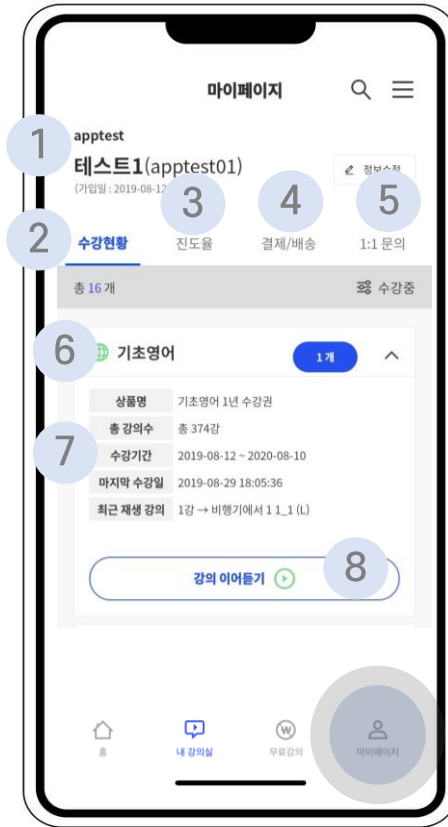 마이페이지
1
apptest
테스트1(apptest01)
정보수정
(가입일 : 2019-08-12
3
4
5
2
수강현황
진도율
결제/배송
1:1 문의
총 16 개
수강중
6
기초영어
1개
상품명 기초영어 1년 수강권
총 강의수 총 374강
7
수강기간 2019-08-12 ~ 2020-08-10
마지막 수강일 2019-08-29 18:05:36
최근 재생 강의 1강 → 비행기에서 1 1_1 (L)
8
강의 이어듣기
홈
내 강의실
무료강의
마이페이지